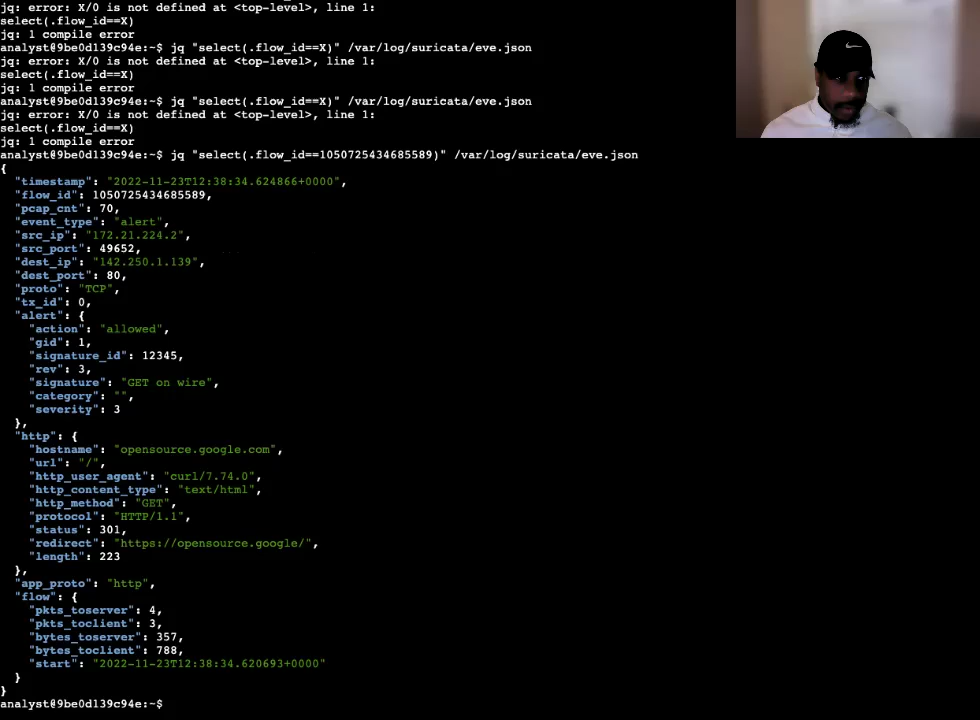 jq: error: X/0 is not defined at <top-level>, line 1:
select(.flow_id==X)
jq: 1 compile error
analyst@9be0d139c94e:~$ jq "select(.flow_id==X)" /var/log/suricata/eve.json
jq: error: X/0 is not defined at <top-level>, line 1:
select(.flow_id==X)
jq: 1 compile error
analyst@9be0d139c94e:~$ jq "select(.flow_id==X)" /var/log/suricata/eve.json
jq: error: X/0 is not defined at <top-level>, line 1:
select(.flow_id==X)
jq: 1 compile error
analyst@9be0d139c94e:~$ jq "select(.flow_id==1050725434685589)" /var/log/suricata/eve.json
{
  "timestamp": "2022-11-23T12:38:34.624866+0000",
  "flow_id": 1050725434685589,
  "pcap_cnt": 70,
  "event_type": "alert",
  "src_ip": "172.21.224.2",
  "src_port": 49652,
  "dest_ip": "142.250.1.139",
  "dest_port": 80,
  "proto": "TCP",
  "tx_id": 0,
  "alert": {
    "action": "allowed",
    "gid": 1,
    "signature_id": 12345,
    "rev": 3,
    "signature": "GET on wire",
    "category": "",
    "severity": 3
  },
  "http": {
    "hostname": "opensource.google.com",
    "url": "/",
    "http_user_agent": "curl/7.74.0",
    "http_content_type": "text/html",
    "http_method": "GET",
    "protocol": "HTTP/1.1",
    "status": 301,
    "redirect": "https://opensource.google/",
    "length": 223
  },
  "app_proto": "http",
  "flow": {
    "pkts_toserver": 4,
    "pkts_toclient": 3,
    "bytes_toserver": 357,
    "bytes_toclient": 788,
    "start": "2022-11-23T12:38:34.620693+0000"
  }
}
analyst@9be0d139c94e:~$